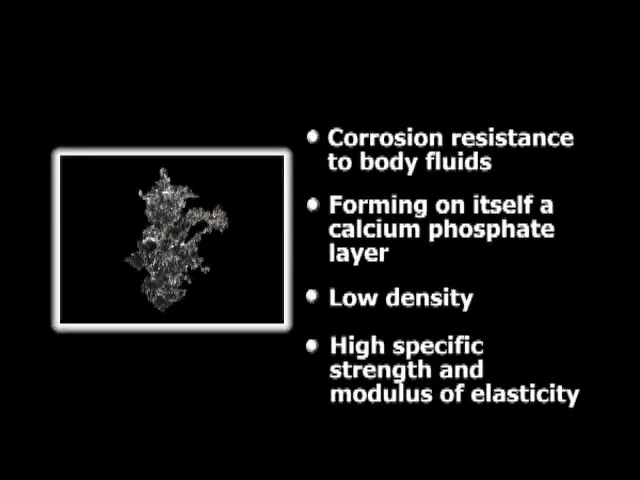 • Corrosion resistance
to body fluids
• Forming on itself a
calcium phosphate
layer
• Low density
• High specific
strength and
modulus of elasticity